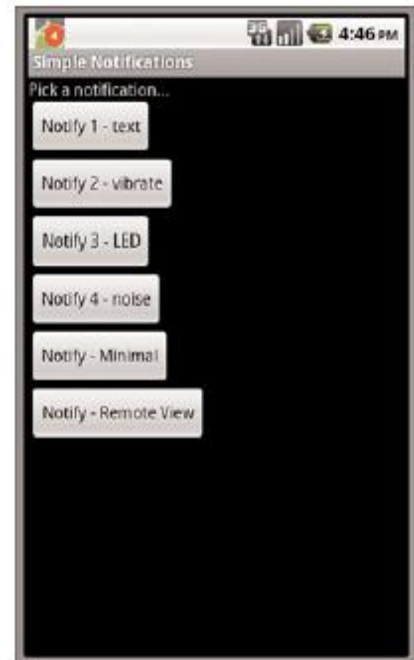 3G
4:46 PM
Simple Notifications
Pick a notification...
Notify 1 - text
Notify 2 - vibrate
Notify 3 - LED
Notify 4 - noise
Notify - Minimal
Notify - Remote View